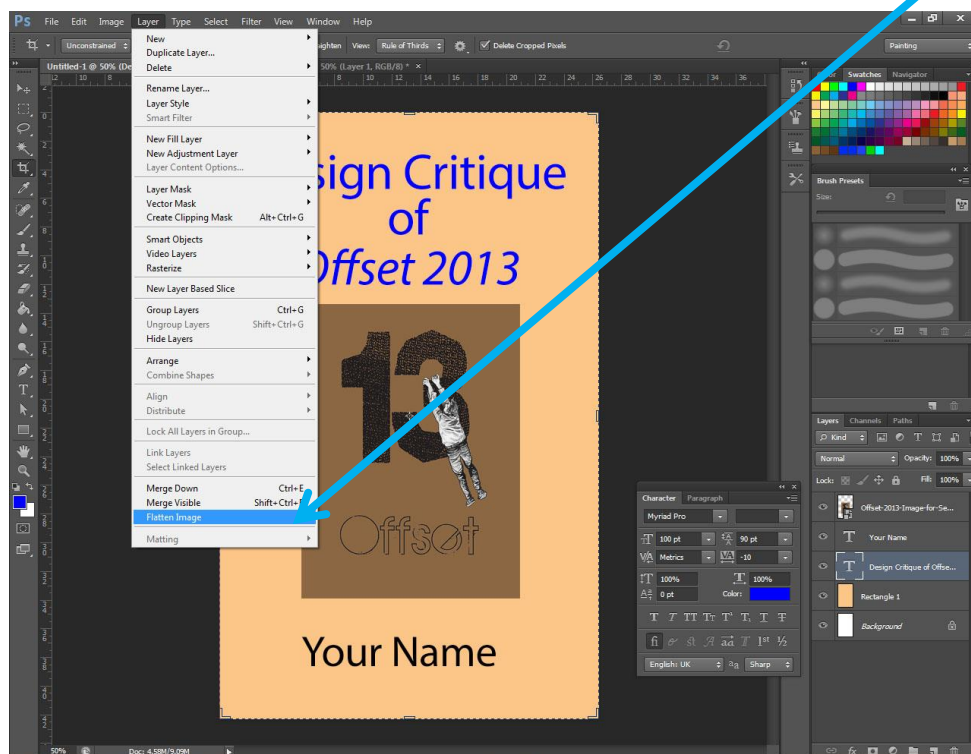 Ps File Edit Image Layer Type Select Filter View Window Help
Unconstrained
View: Rule of Thirds
Delete Cropped Pixels
Painting
50% (Layer 1, RGB/8) * ×
New
Duplicate Layer...
Delete
Rename Layer...
Layer Style
Smart Filter
New Fill Layer
New Adjustment Layer
Layer Content Options...
Layer Mask
Vector Mask
Create Clipping Mask Alt+Ctrl+G
Smart Objects
Video Layers
Rasterize
New Layer Based Slice
Group Layers Ctrl+G
Ungroup Layers Shift+Ctrl+G
Hide Layers
Arrange
Combine Shapes
Align
Distribute
Lock All Layers in Group...
Link Layers
Select Linked Layers
Merge Down Ctrl+E
Merge Visible
Flatten Image
Matting
sign Critique
of
Offset 2013
13
Offset
Your Name
Swatches Navigator
Brush Presets
Size:
Layers Channels Paths
Kind
Normal Opacity: 100%
Lock: Fill: 100%
Offset-2013-Image-for-Se...
T Your Name
T Design Critique of Offse...
Rectangle 1
Background
Character Paragraph
Myriad Pro
100 pt 90 pt
Metrics -10
100% 100%
0 pt Color:
English: UK Sharp
50% Doc: 4.58M/9.09M